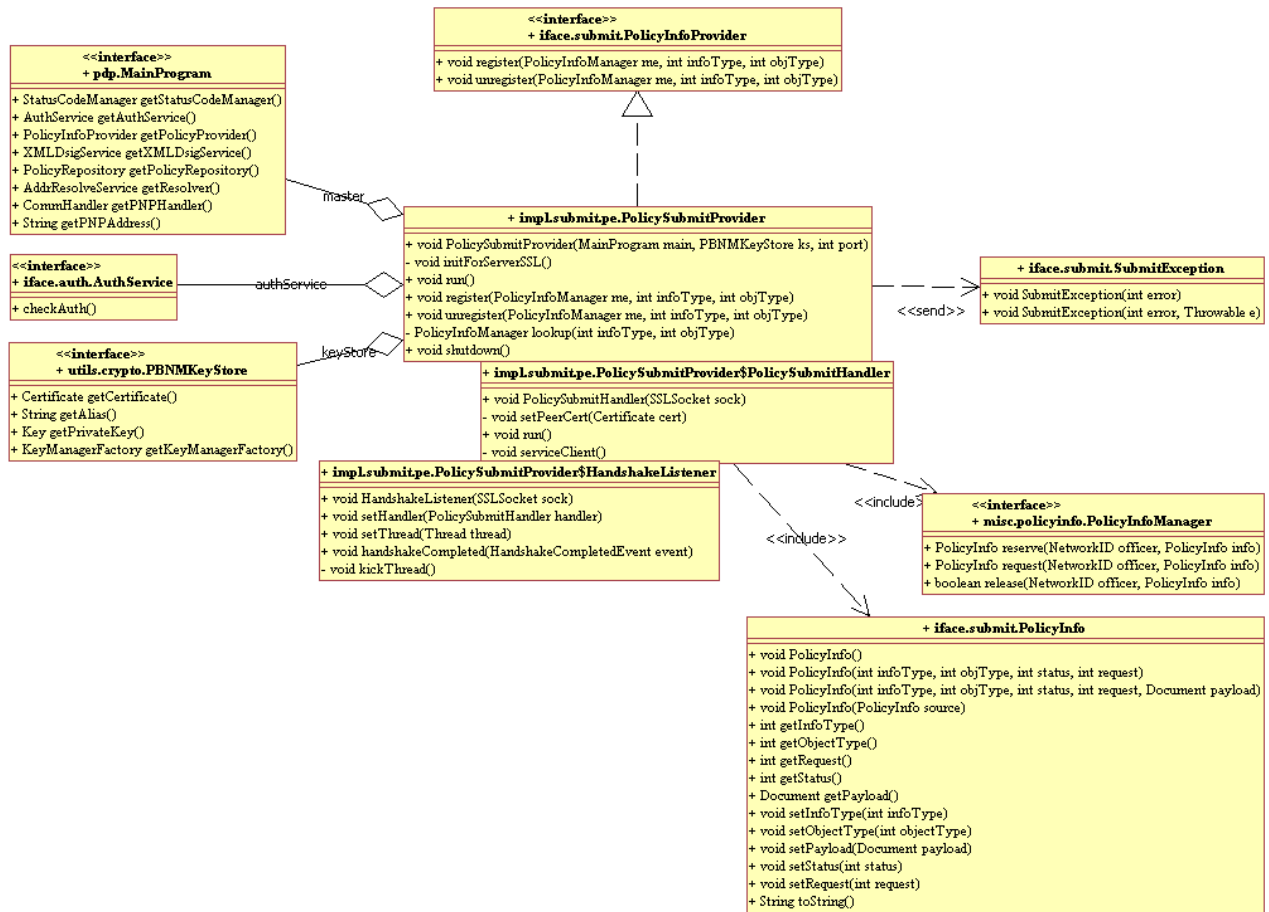 <<interface>>
+ iface.submit.PolicyInfoProvider
+ void register(PolicyInfoManager me, int infoType, int objType)
+ void unregister(PolicyInfoManager me, int infoType, int objType)
<<interface>>
+ pdp.MainProgram
+ StatusCodeManager getStatusCodeManager()
+ AuthService getAuthService()
+ PolicyInfoProvider getPolicyProvider()
+ XMLDsigService getXMLDsigService()
+ PolicyRepository getPolicyRepository()
+ AddrResolveService getResolver()
+ CommHandler getPNPHandler()
+ String getPNPAddress()
master
+ impl.submit.pe.PolicySubmitProvider
+ void PolicySubmitProvider(MainProgram main, PBNMKeyStore ks, int port)
- void initForServerSSL()
+ void run()
+ void register(PolicyInfoManager me, int infoType, int objType)
+ void unregister(PolicyInfoManager me, int infoType, int objType)
- PolicyInfoManager lookup(int infoType, int objType)
+ void shutdown()
<<interface>>
+ iface.auth.AuthService
+ checkAuth()
authService
+ iface.submit.SubmitException
+ void SubmitException(int error)
+ void SubmitException(int error, Throwable e)
<<send>>
<<interface>>
+ utils.crypto.PBNMKeyStore
+ Certificate getCertificate()
+ String getAlias()
+ Key getPrivateKey()
+ KeyManagerFactory getKeyManagerFactory()
keyStore
+ impl.submit.pe.PolicySubmitProvider$PolicySubmitHandler
+ void PolicySubmitHandler(SSLSocket sock)
- void setPeerCert(Certificate cert)
+ void run()
- void serviceClient()
+ impl.submit.pe.PolicySubmitProvider$HandshakeListener
+ void HandshakeListener(SSLSocket sock)
+ void setHandler(PolicySubmitHandler handler)
+ void setThread(Thread thread)
+ void handshakeCompleted(HandshakeCompletedEvent event)
- void kickThread()
<<include>
<<include>>
<<interface>>
+ misc.policyinfo.PolicyInfoManager
+ PolicyInfo reserve(NetworkID officer, PolicyInfo info)
+ PolicyInfo request(NetworkID officer, PolicyInfo info)
+ boolean release(NetworkID officer, PolicyInfo info)
+ iface.submit.PolicyInfo
+ void PolicyInfo()
+ void PolicyInfo(int infoType, int objType, int status, int request)
+ void PolicyInfo(int infoType, int objType, int status, int request, Document payload)
+ void PolicyInfo(PolicyInfo source)
+ int getInfoType()
+ int getObjectType()
+ int getRequest()
+ int getStatus()
+ Document getPayload()
+ void setInfoType(int infoType)
+ void setObjectType(int objectType)
+ void setPayload(Document payload)
+ void setStatus(int status)
+ void setRequest(int request)
+ String toString()